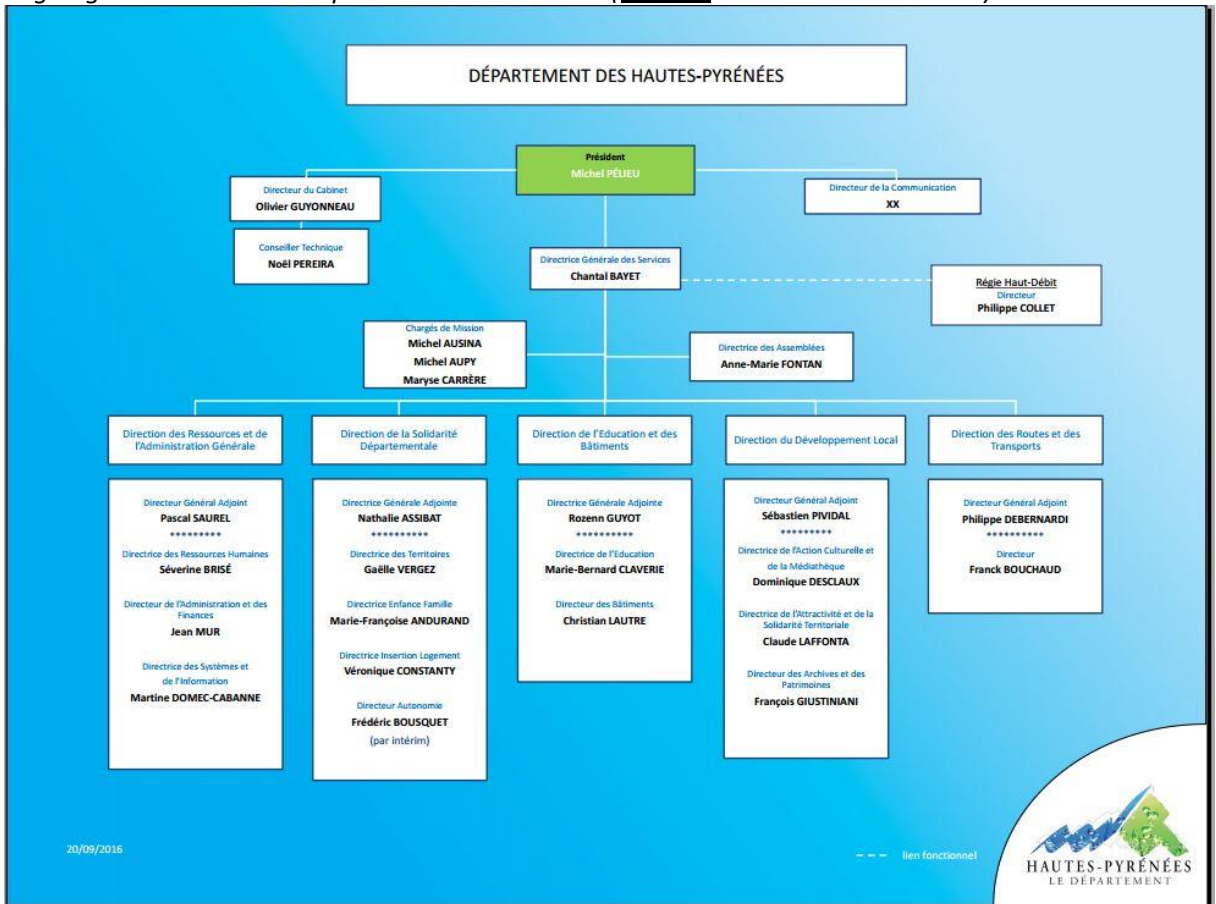 DÉPARTEMENT DES HAUTES-PYRÉNÉES
Président
Michel PÉLIEU
Directeur du Cabinet
Olivier GUYONNEAU
Directeur de la Communication
XX
Conseiller Technique
Noël PEREIRA
Directrice Générale des Services
Chantal BAYET
Régie Haut-Débit
Directeur
Philippe COLLET
Chargés de Mission
Michel AUSINA
Michel AUPY
Maryse CARRÈRE
Directrice des Assemblées
Anne-Marie FONTAN
Direction des Ressources et de
l'Administration Générale
Direction de la Solidarité
Départementale
Direction de l'Education et des
Bâtiments
Direction du Développement Local
Direction des Routes et des
Transports
Directeur Général Adjoint
Pascal SAUREL
*********
Directrice des Ressources Humaines
Séverine BRISÉ
Directeur de l'Administration et des
Finances
Jean MUR
Directrice des Systèmes et
de l'Information
Martine DOMEC-CABANNE
Directrice Générale Adjointe
Nathalie ASSIBAT
**********
Directrice des Territoires
Gaëlle VERGEZ
Directrice Enfance Famille
Marie-Françoise ANDURAND
Directrice Insertion Logement
Véronique CONSTANTY
Directeur Autonomie
Frédéric BOUSQUET
(par intérim)
Directrice Générale Adjointe
Rozenn GUYOT
**********
Directrice de l'Education
Marie-Bernard CLAVERIE
Directeur des Bâtiments
Christian LAUTRE
Directeur Général Adjoint
Sébastien PIVIDAL
*********
Directrice de l'Action Culturelle et
de la Médiathèque
Dominique DESCLAUX
Directrice de l'Attractivité et de la
Solidarité Territoriale
Claude LAFFONTA
Directeur des Archives et des
Patrimoines
François GIUSTINIANI
Directeur Général Adjoint
Philippe DEBERNARDI
**********
Directeur
Franck BOUCHAUD
20/09/2016
lien fonctionnel
HAUTES-PYRÉNÉES
LE DÉPARTEMENT